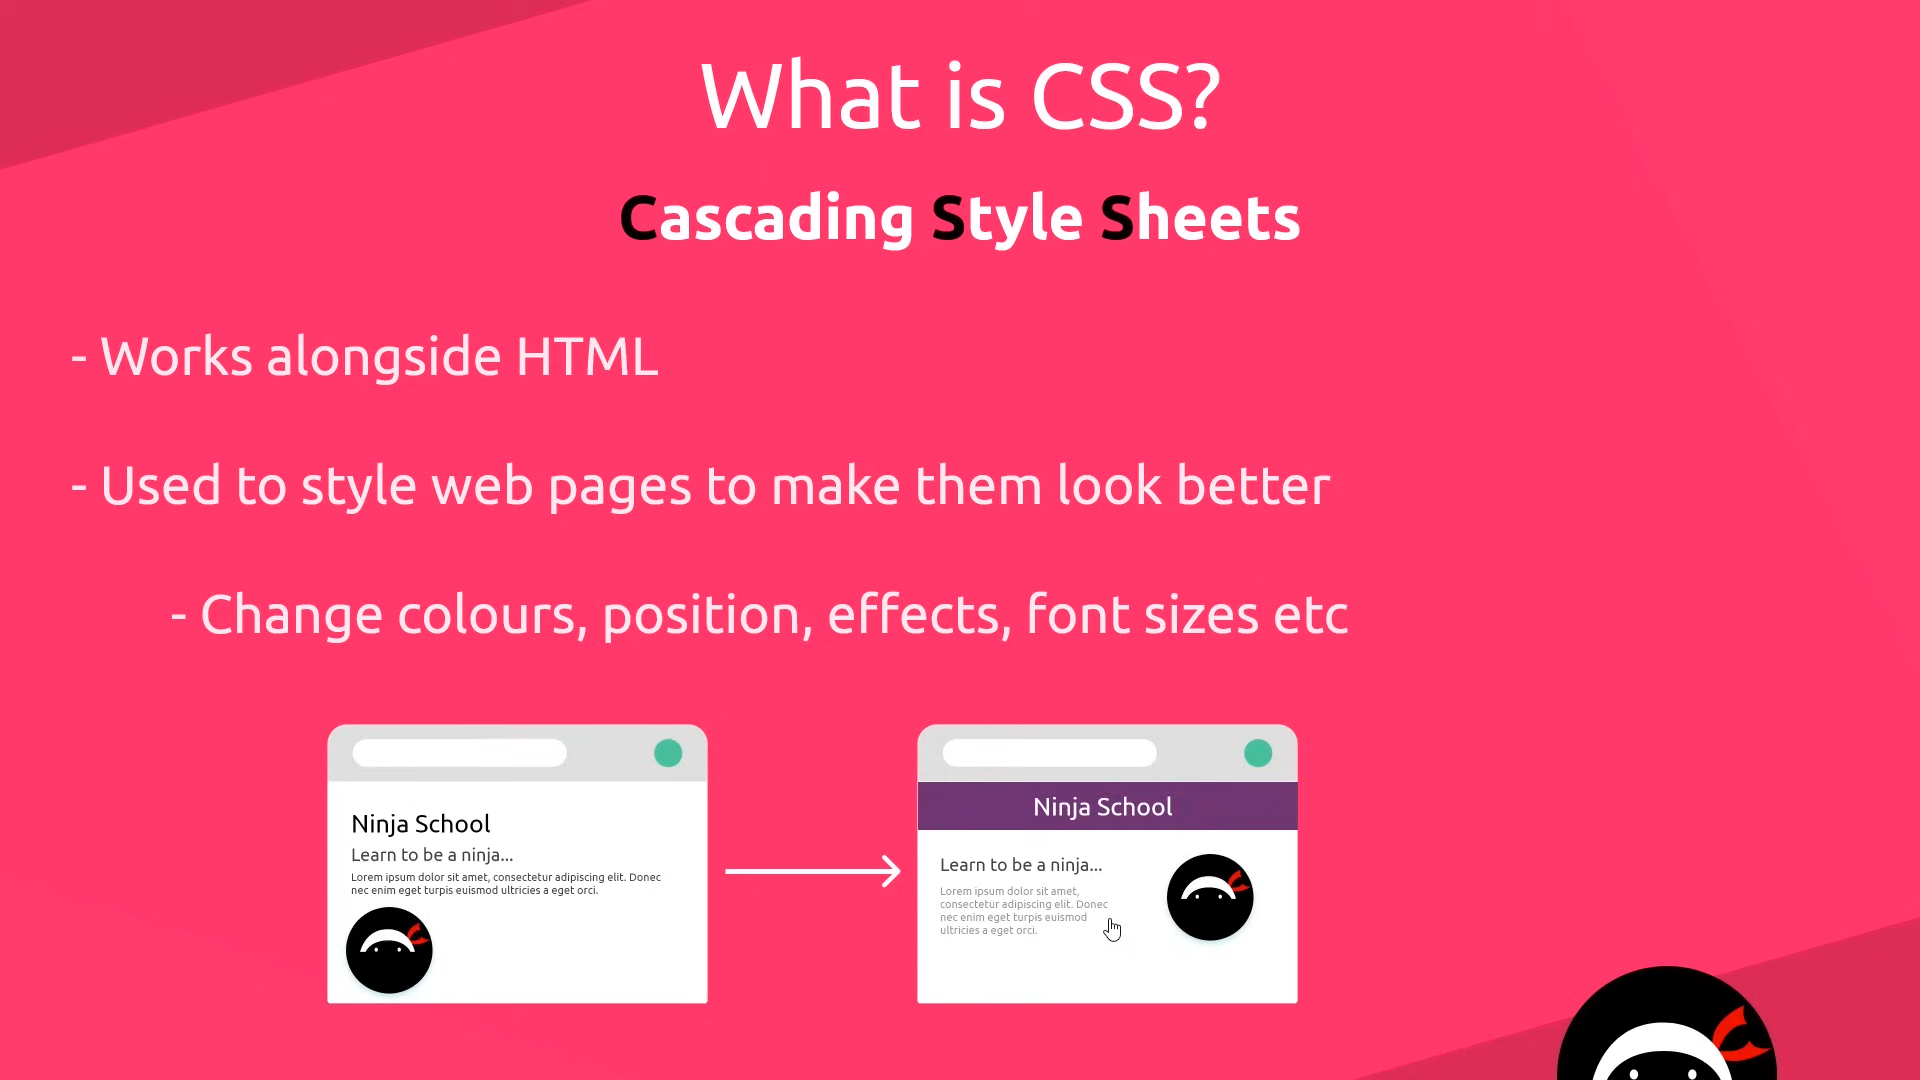 What is CSS?
Cascading Style Sheets
- Works alongside HTML
- Used to style web pages to make them look better
- Change colours, position, effects, font sizes etc
Ninja School
Learn to be a ninja...
Lorem ipsum dolor sit amet, consectetur adipiscing elit. Donec
nec enim eget turpis euismod ultricies a eget orci.
Ninja School
Learn to be a ninja...
Lorem ipsum dolor sit amet,
consectetur adipiscing elit. Donec
nec enim eget turpis euismod
ultricies a eget orci.